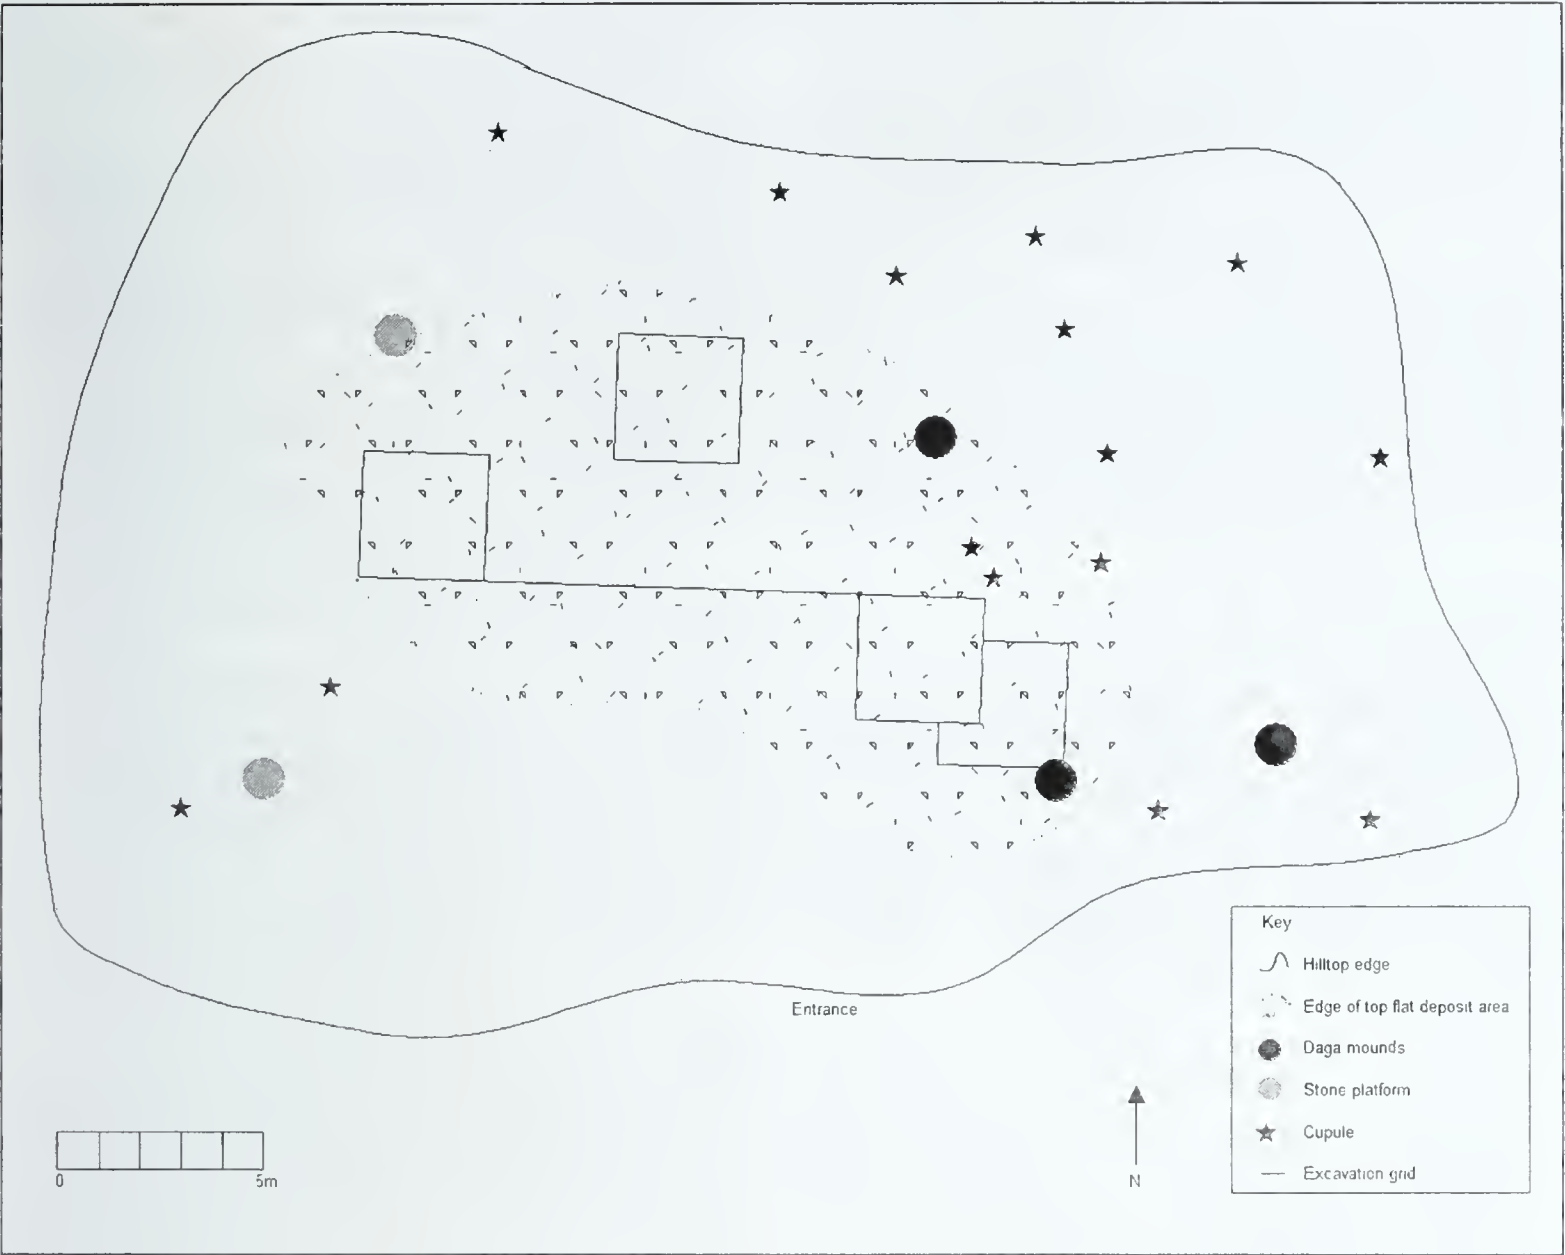 Entrance
Key
Hilltop edge
Edge of top flat deposit area
Daga mounds
Stone platform
Cupule
Excavation grid
0 5m
N